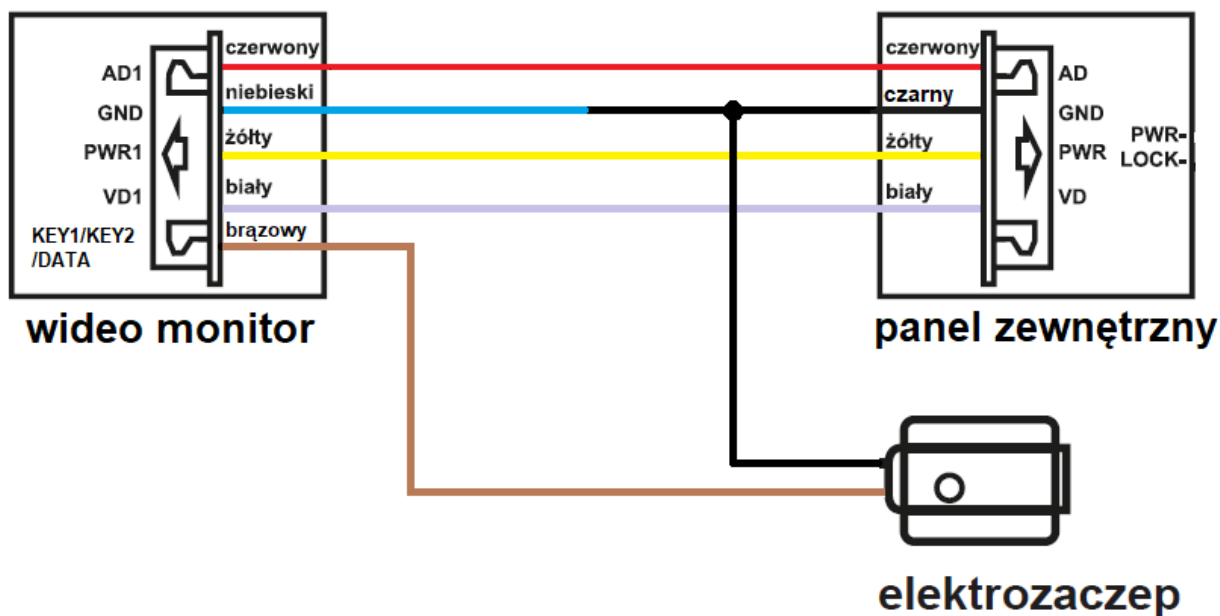 czerwony
AD1
niebieski
GND
żółty
PWR1
biały
VD1
brązowy
KEY1/KEY2
/DATA
wideo monitor
czerwony
AD
czarny
GND
żółty
PWR
PWR-
LOCK-
biały
VD
panel zewnętrzny
elektrozaczep